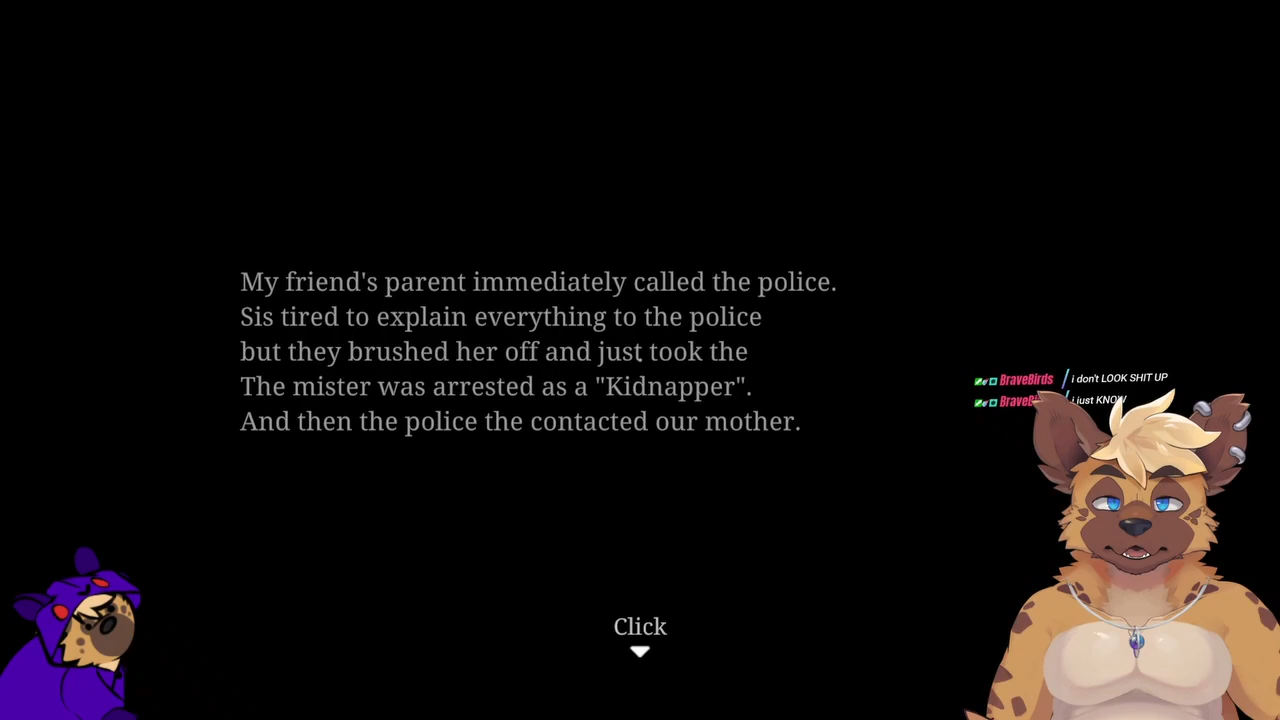 My friend's parent immediately called the police.
Sis tired to explain everything to the police
but they brushed her off and just took the
The mister was arrested as a "Kidnapper".
And then the police the contacted our mother.
BraveBirds / i don't LOOK SHIT UP
i just KNOW
Click